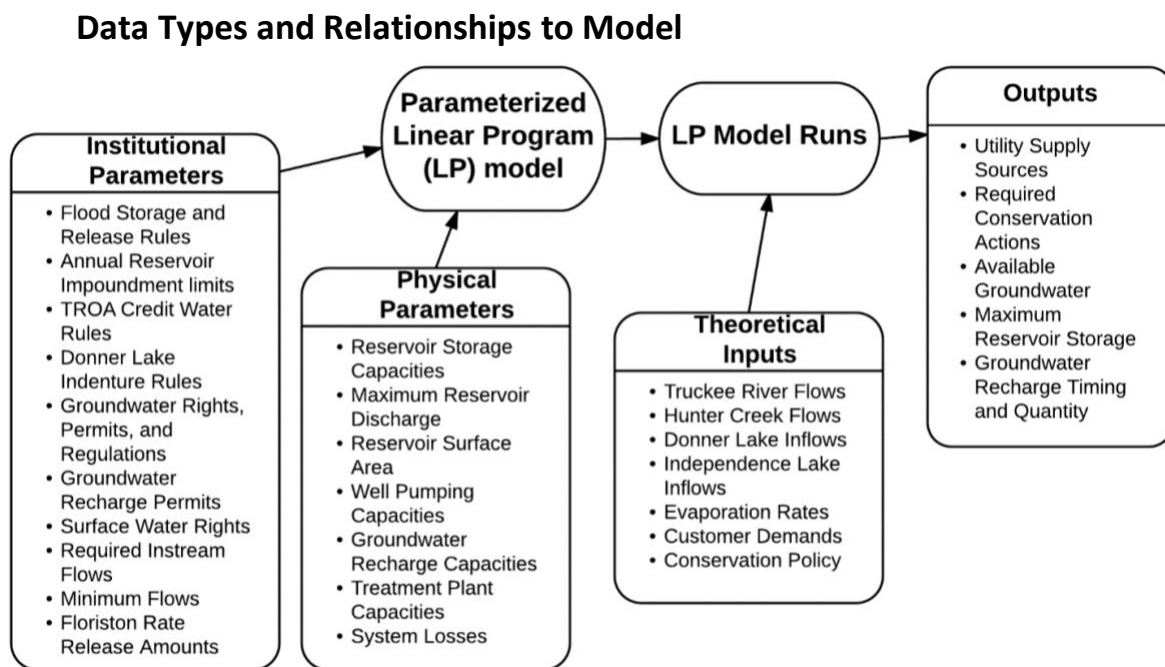 Data Types and Relationships to Model
Parameterized
Linear Program
(LP) model
LP Model Runs
Outputs
• Utility Supply
Sources
• Required
Conservation
Actions
• Available
Groundwater
• Maximum
Reservoir Storage
• Groundwater
Recharge Timing
and Quantity
Institutional
Parameters
• Flood Storage and
Release Rules
• Annual Reservoir
Impoundment limits
• TROA Credit Water
Rules
• Donner Lake
Indenture Rules
• Groundwater Rights,
Permits, and
Regulations
• Groundwater
Recharge Permits
• Surface Water Rights
• Required Instream
Flows
• Minimum Flows
• Floriston Rate
Release Amounts
Physical
Parameters
• Reservoir Storage
Capacities
• Maximum Reservoir
Discharge
• Reservoir Surface
Area
• Well Pumping
Capacities
• Groundwater
Recharge Capacities
• Treatment Plant
Capacities
• System Losses
Theoretical
Inputs
• Truckee River Flows
• Hunter Creek Flows
• Donner Lake Inflows
• Independence Lake
Inflows
• Evaporation Rates
• Customer Demands
• Conservation Policy